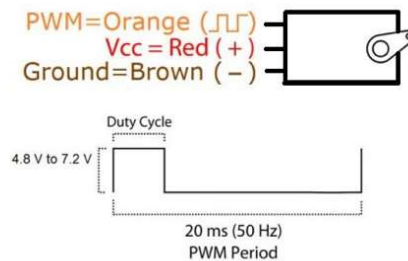 PWM=Orange (⎍⎍)
Vcc = Red (+)
Ground=Brown (−)
Duty Cycle
4.8 V to 7.2 V
20 ms (50 Hz)
PWM Period